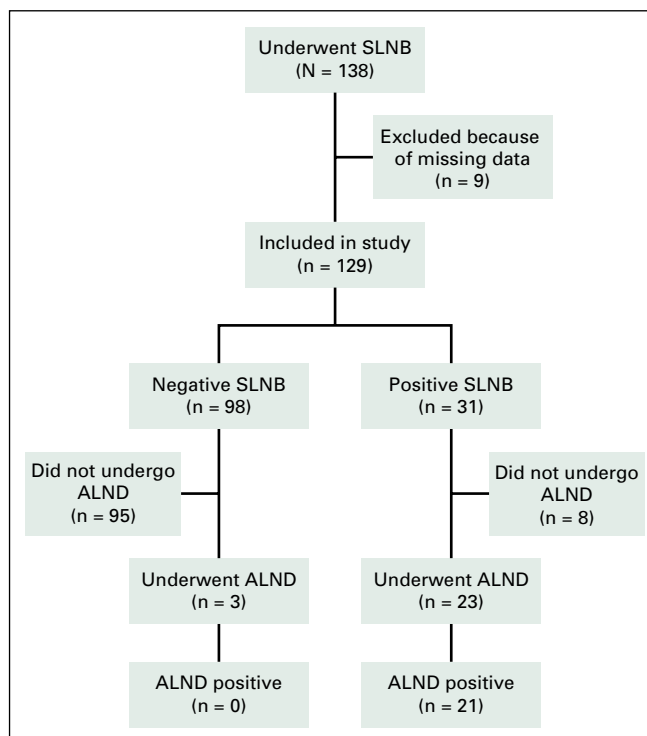 Underwent SLNB
(N = 138)
Excluded because
of missing data
(n = 9)
Included in study
(n = 129)
Negative SLNB
(n = 98)
Positive SLNB
(n = 31)
Did not undergo
ALND
(n = 95)
Did not undergo
ALND
(n = 8)
Underwent ALND
(n = 3)
Underwent ALND
(n = 23)
ALND positive
(n = 0)
ALND positive
(n = 21)